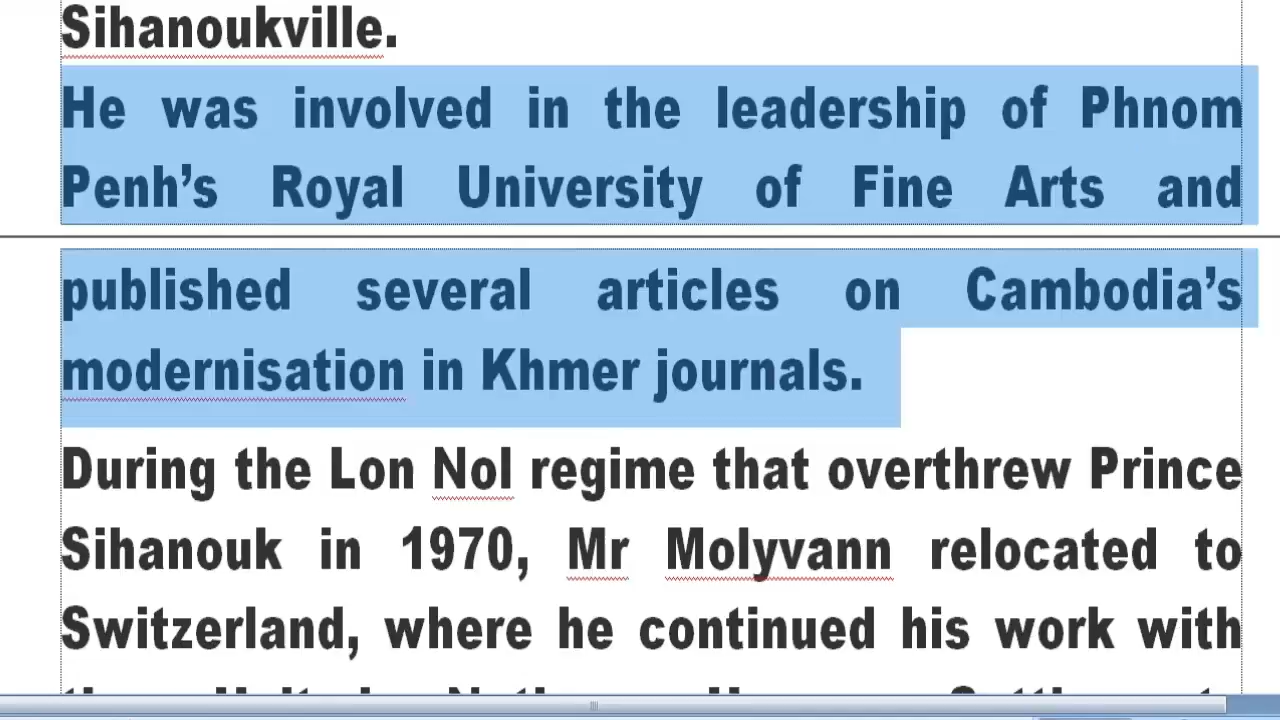 Sihanoukville.
He was involved in the leadership of Phnom
Penh’s Royal University of Fine Arts and
published several articles on Cambodia’s
modernisation in Khmer journals.
During the Lon Nol regime that overthrew Prince
Sihanouk in 1970, Mr Molyvann relocated to
Switzerland, where he continued his work with